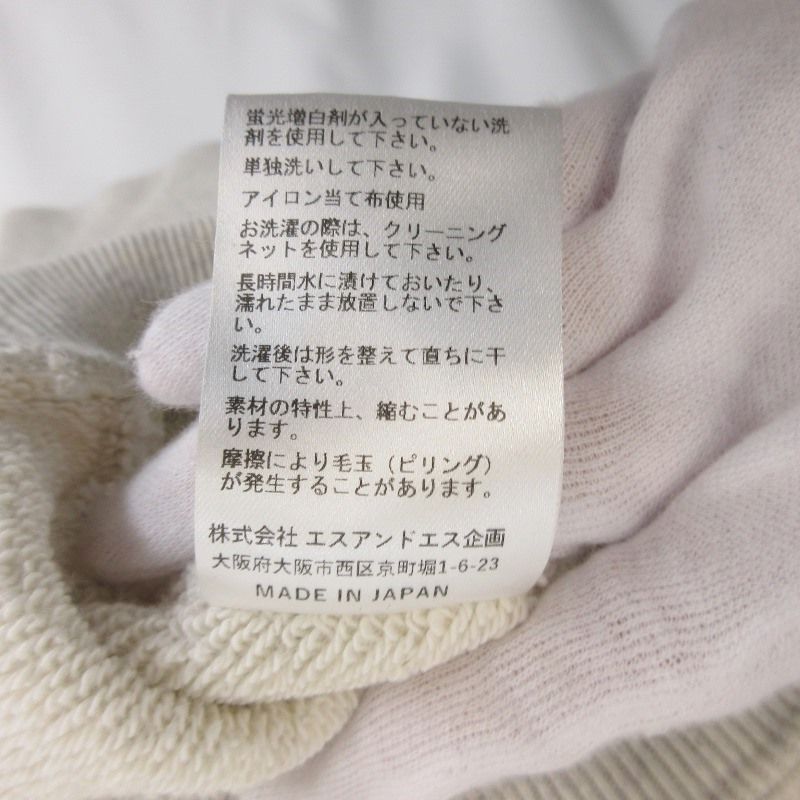 蛍光増白剤が入っていない洗
剤を使用して下さい。
単独洗いして下さい。
アイロン当て布使用
お洗濯の際は、クリーニング
ネットを使用して下さい。
長時間水に漬けておいたり、
濡れたまま放置しないで下さ
い。
洗濯後は形を整えて直ちに干
して下さい。
素材の特性上、縮むことがあ
ります。
摩擦により毛玉（ピリング）
が発生することがあります。
株式会社 エスアンドエス企画
大阪府大阪市西区京町堀1-6-23
MADE IN JAPAN